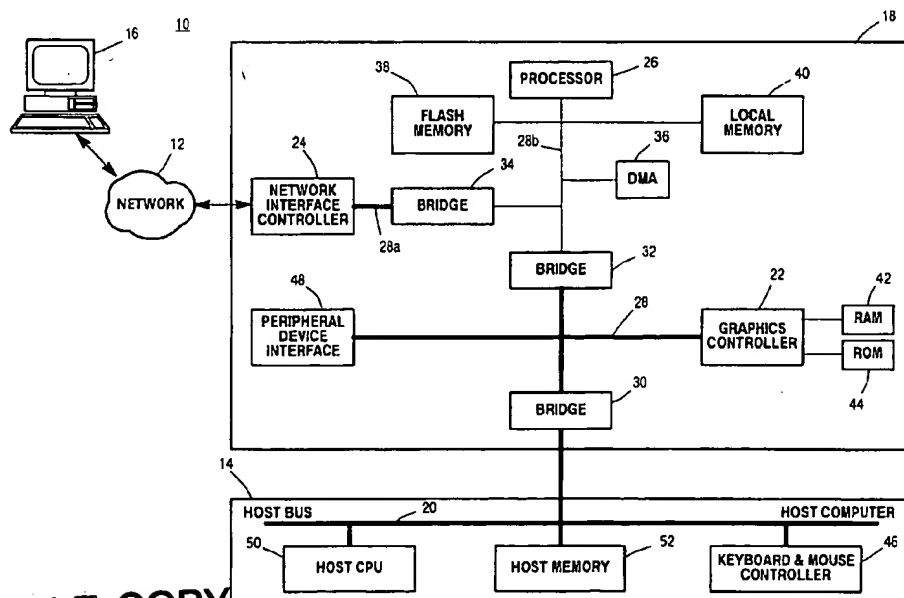 16
10
18
38
PROCESSOR
26
40
FLASH
MEMORY
LOCAL
MEMORY
12
24
34
28b
36
DMA
NETWORK
NETWORK
INTERFACE
CONTROLLER
BRIDGE
28a
BRIDGE
32
48
22
42
PERIPHERAL
DEVICE
INTERFACE
28
GRAPHICS
CONTROLLER
RAM
ROM
30
44
BRIDGE
14
HOST BUS
20
HOST COMPUTER
50
HOST CPU
52
HOST MEMORY
46
KEYBOARD & MOUSE
CONTROLLER
COPY